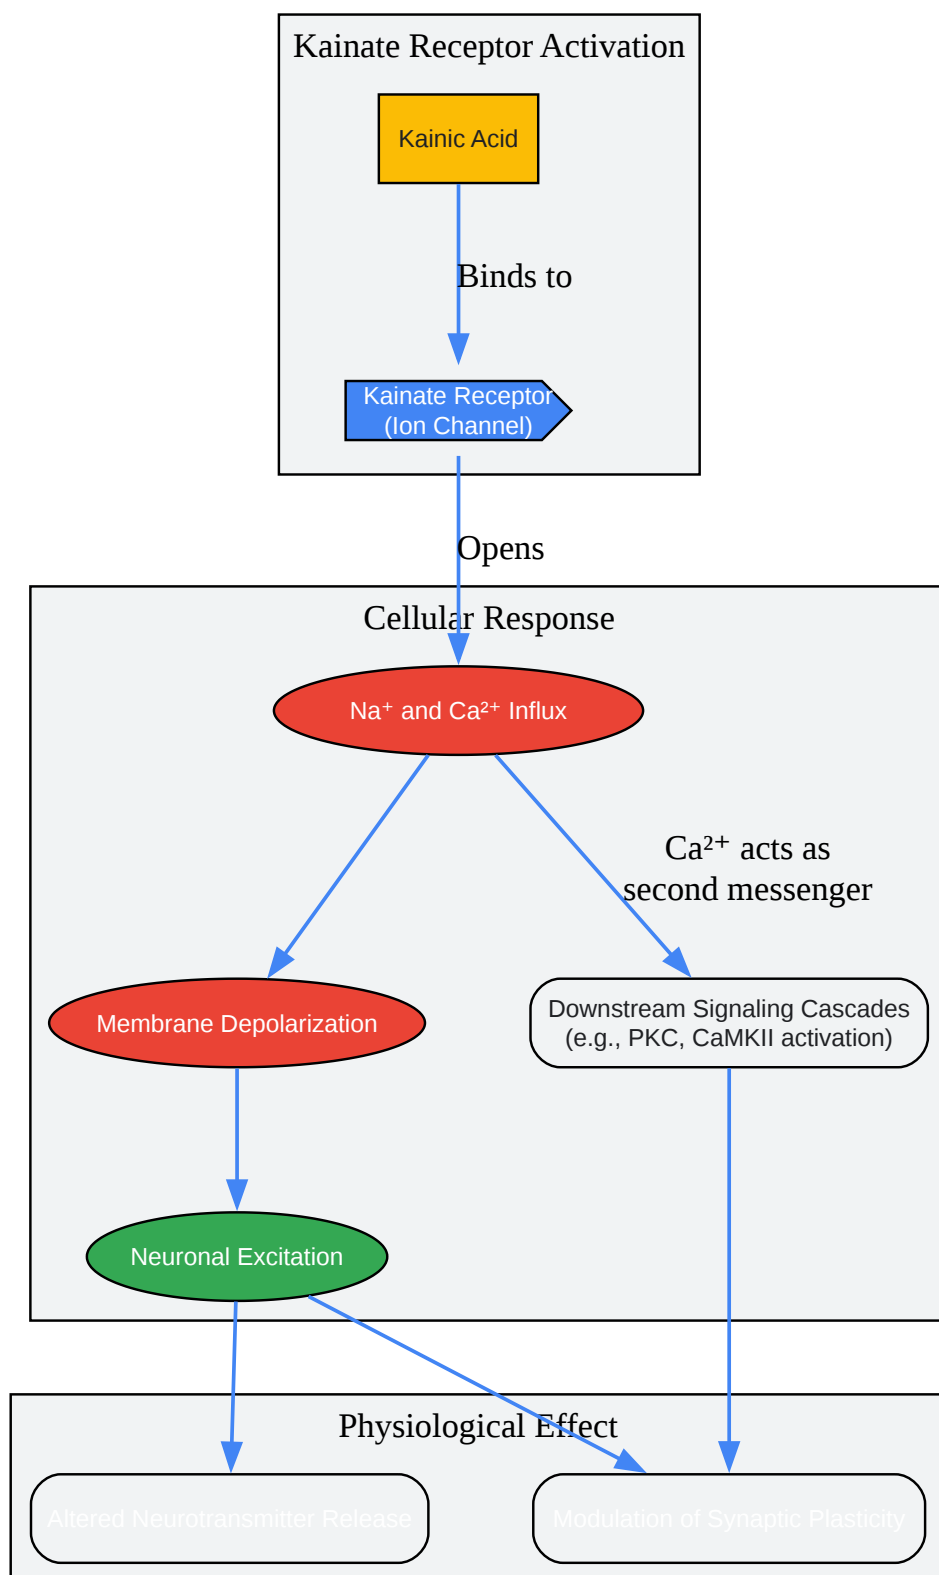 Kainate Receptor Activation
Kainic Acid
Binds to
Kainate Receptor
(Ion Channel)
Opens
Cellular Response
Na⁺ and Ca²⁺ Influx
Ca²⁺ acts as
second messenger
Membrane Depolarization
Downstream Signaling Cascades
(e.g., PKC, CaMKII activation)
Neuronal Excitation
Physiological Effect
Altered Neurotransmitter Release
Modulation of Synaptic Plasticity